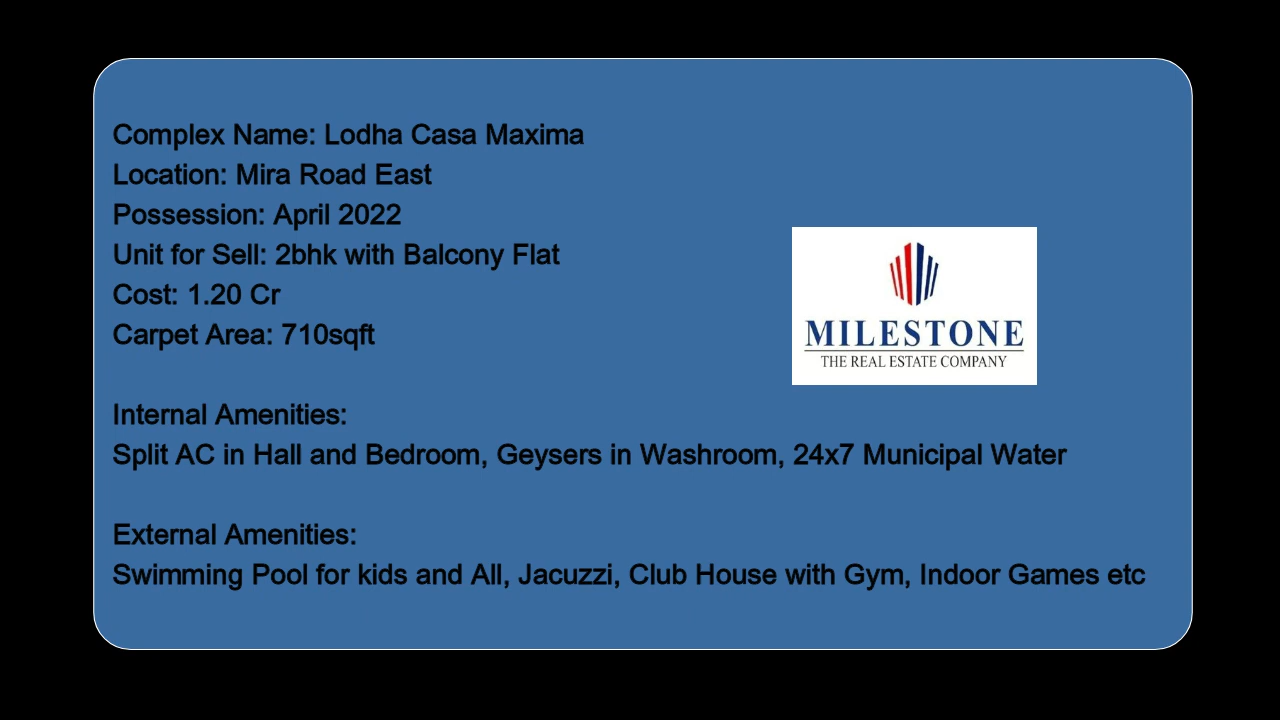 Complex Name: Lodha Casa Maxima
Location: Mira Road East
Possession: April 2022
Unit for Sell: 2bhk with Balcony Flat
Cost: 1.20 Cr
Carpet Area: 710sqft
MILESTONE
THE REAL ESTATE COMPANY
Internal Amenities:
Split AC in Hall and Bedroom, Geysers in Washroom, 24x7 Municipal Water
External Amenities:
Swimming Pool for kids and All, Jacuzzi, Club House with Gym, Indoor Games etc